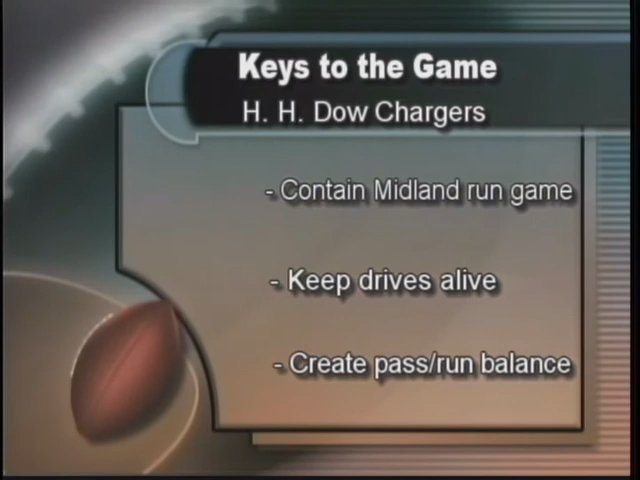 Keys to the Game
H. H. Dow Chargers
- Contain Midland run game
- Keep drives alive
- Create pass/run balance